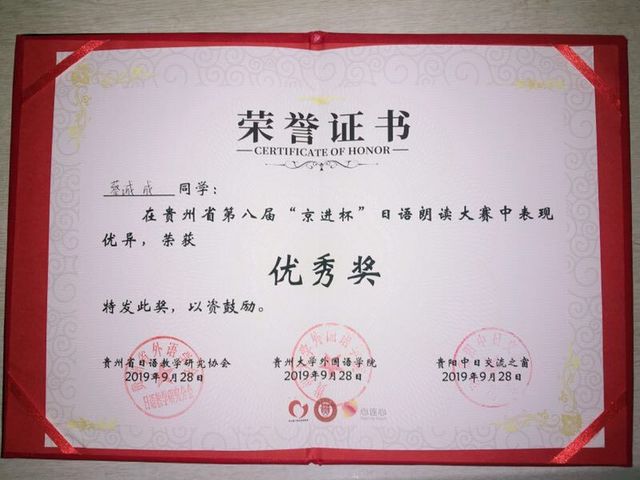 荣誉证书
CERTIFICATE OF HONOR
同学：
在贵州省第八届“京进杯”日语朗读大赛中表现
优异，荣获
优秀奖
特发此奖，以资鼓励。
贵州省日语教学研究协会 贵州大学外国语学院 贵阳中日交流之窗
2019年9月28日 2019年9月28日 2019年9月28日
心连心